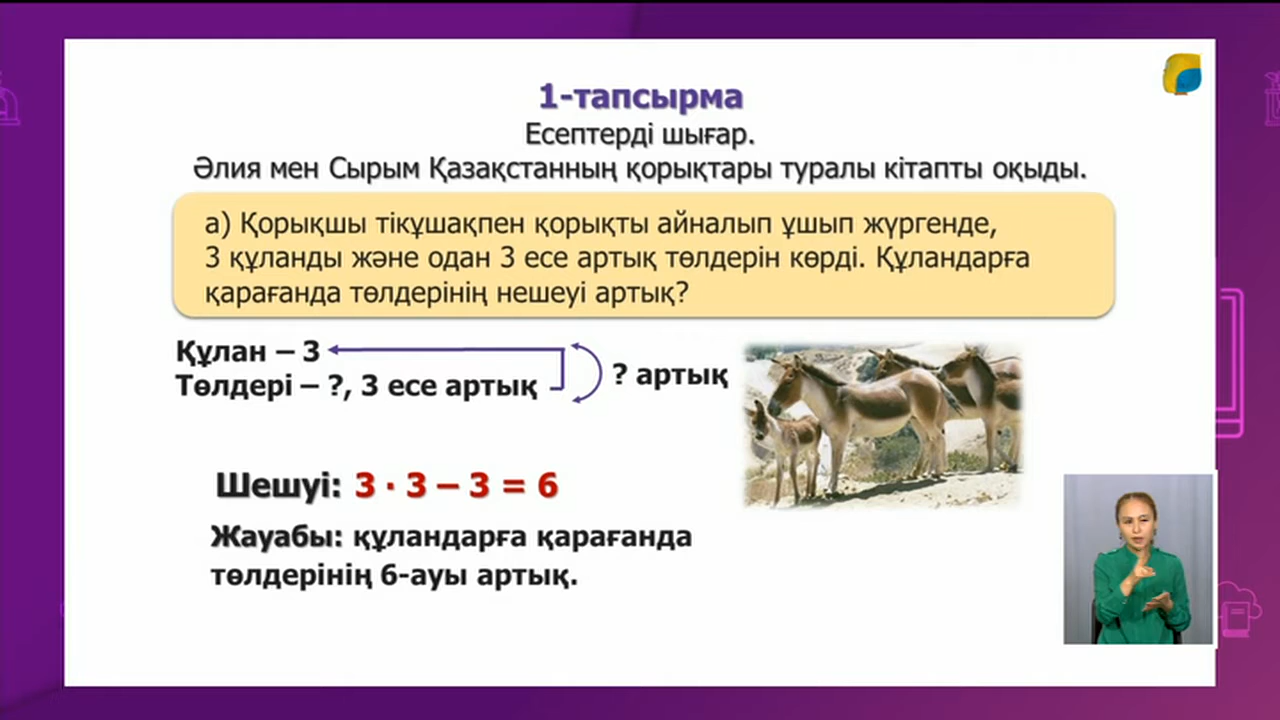 1-тапсырма
Есептерді шығар.
Әлия мен Сырым Қазақстанның қорықтары туралы кітапты оқыды.
а) Қорықшы тікұшақпен қорықты айналып ұшып жүргенде,
3 құланды және одан 3 есе артық төлдерін көрді. Құландарға
қарағанда төлдерінің нешеуі артық?
Құлан – 3
Төлдері – ?, 3 есе артық
? артық
Шешуі: 3 · 3 – 3 = 6
Жауабы: құландарға қарағанда
төлдерінің 6-ауы артық.